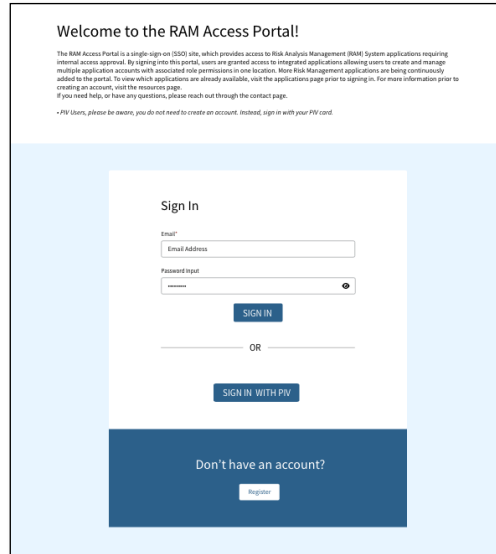 Welcome to the RAM Access Portal!
The RAM Access Portal is a single-sign-on (SSO) site, which provides access to Risk Analysis Management (RAM) System applications requiring
internal access approval. By signing into this portal, users are granted access to integrated applications allowing users to create and manage
multiple application accounts with associated role permissions in one location. More Risk Management applications are being continuously
added to the portal. To view which applications are already available, visit the applications page prior to signing in. For more information prior to
creating an account, visit the resources page.
If you need help, or have any questions, please reach out through the contact page.
• PIV Users, please be aware, you do not need to create an account. Instead, sign in with your PIV card.
Sign In
Email*
Email Address
Password Input
SIGN IN
OR
SIGN IN WITH PIV
Don't have an account?
Register